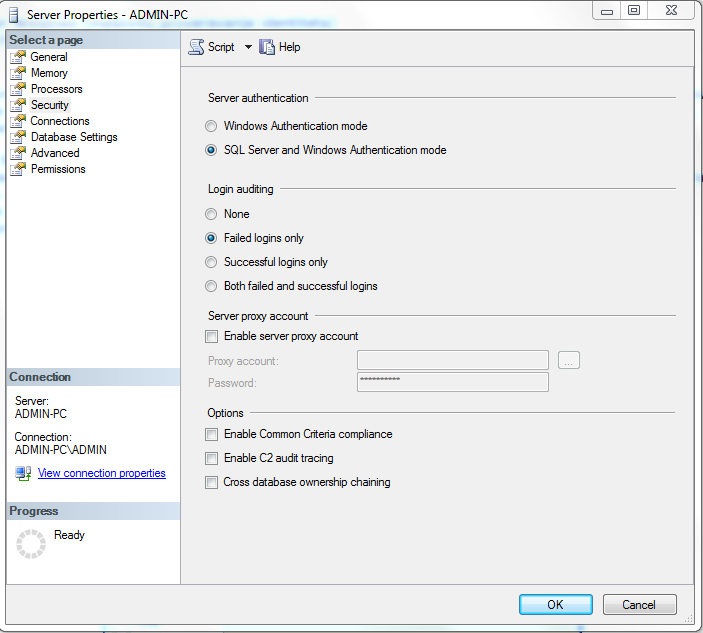 Server Properties - ADMIN-PC
Select a page
General
Memory
Processors
Security
Connections
Database Settings
Advanced
Permissions
Script
Help
Server authentication
Windows Authentication mode
SQL Server and Windows Authentication mode
Login auditing
None
Failed logins only
Successful logins only
Both failed and successful logins
Server proxy account
Enable server proxy account
Proxy account:
...
Password:
**********
Options
Enable Common Criteria compliance
Enable C2 audit tracing
Cross database ownership chaining
Connection
Server:
ADMIN-PC
Connection:
ADMIN-PC\ADMIN
View connection properties
Progress
Ready
OK
Cancel